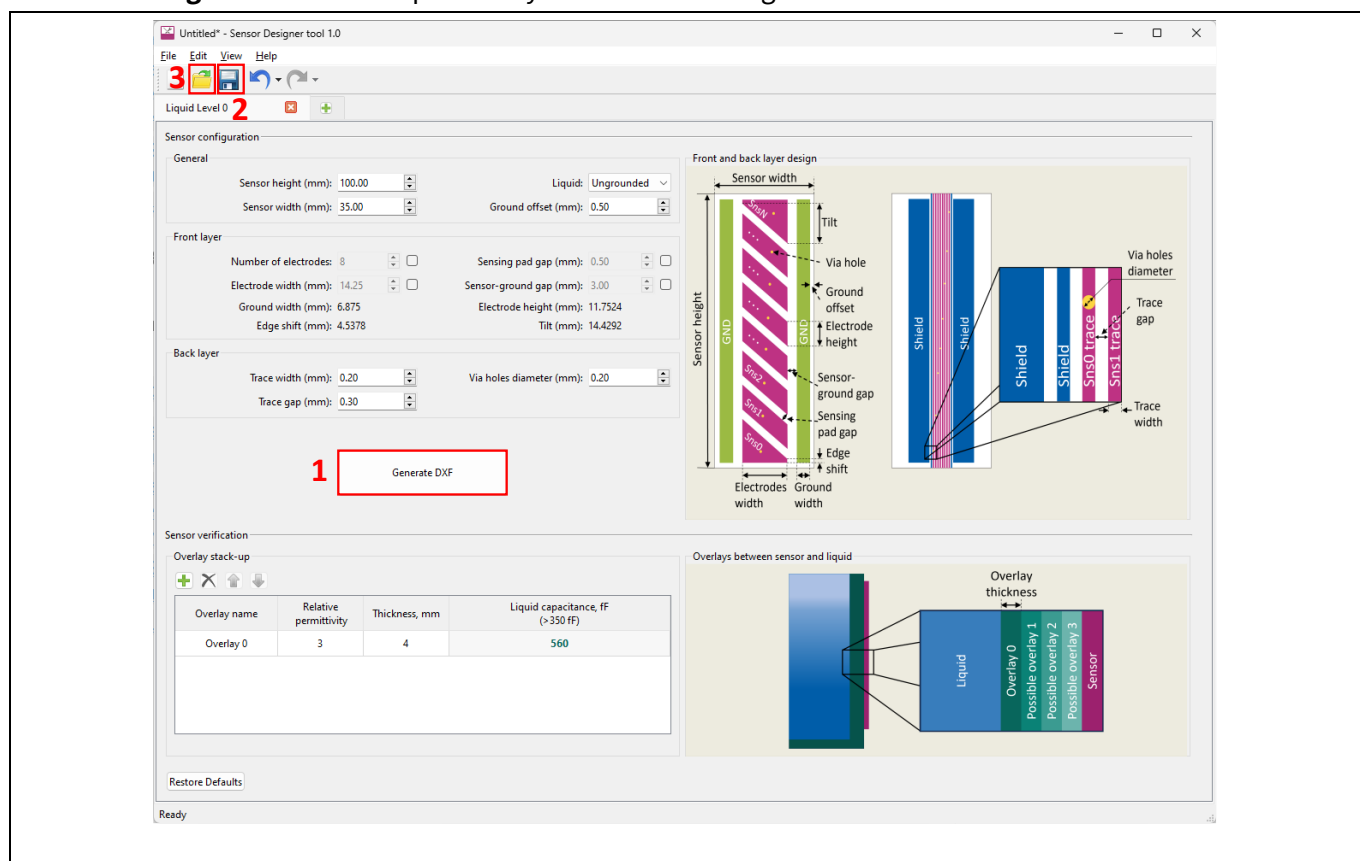 Untitled* - Sensor Designer tool 1.0
File Edit View Help
3
Liquid Level 0
2
Sensor configuration
General
Sensor height (mm): 100.00
Liquid: Ungrounded
Sensor width (mm): 35.00
Ground offset (mm): 0.50
Front layer
Number of electrodes: 8
Sensing pad gap (mm): 0.50
Electrode width (mm): 14.25
Sensor-ground gap (mm): 3.00
Ground width (mm): 6.875
Electrode height (mm): 11.7524
Edge shift (mm): 4.5378
Tilt (mm): 14.4292
Back layer
Trace width (mm): 0.20
Via holes diameter (mm): 0.20
Trace gap (mm): 0.30
1
Generate DXF
Front and back layer design
Sensor width
Sensor height
GND
SnsN
...
...
...
...
...
Sns2
Sns1
Sns0
GND
Tilt
Via hole
Ground
offset
Electrode
height
Sensor-
ground gap
Sensing
pad gap
Edge
shift
Electrodes
width
Ground
width
Shield
Shield
Shield
Shield
Sns0 trace
Sns1 trace
Via holes
diameter
Trace
gap
Trace
width
Sensor verification
Overlay stack-up
Overlay name
Relative
permittivity
Thickness, mm
Liquid capacitance, fF
(>350 fF)
Overlay 0 3 4 560
Overlays between sensor and liquid
Overlay
thickness
Liquid
Overlay 0
Possible overlay 1
Possible overlay 2
Possible overlay 3
Sensor
Restore Defaults
Ready